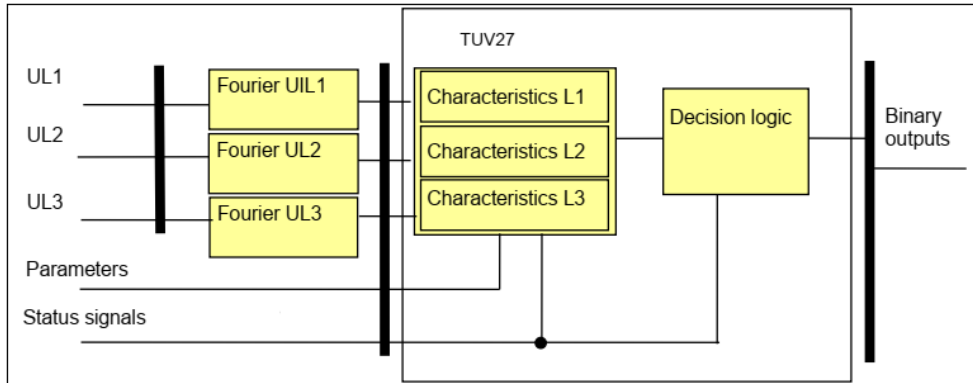 TUV27
UL1
Fourier UIL1
Characteristics L1
Decision logic
Binary
outputs
UL2
Fourier UL2
Characteristics L2
UL3
Fourier UL3
Characteristics L3
Parameters
Status signals